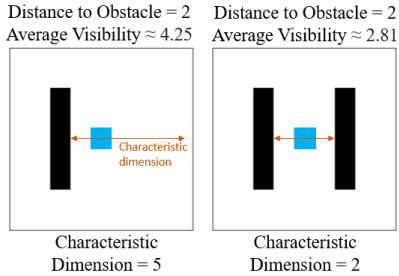 Distance to Obstacle = 2
Average Visibility ≈ 4.25
Characteristic
dimension
Characteristic
Dimension = 5
Distance to Obstacle = 2
Average Visibility ≈ 2.81
Characteristic
Dimension = 2